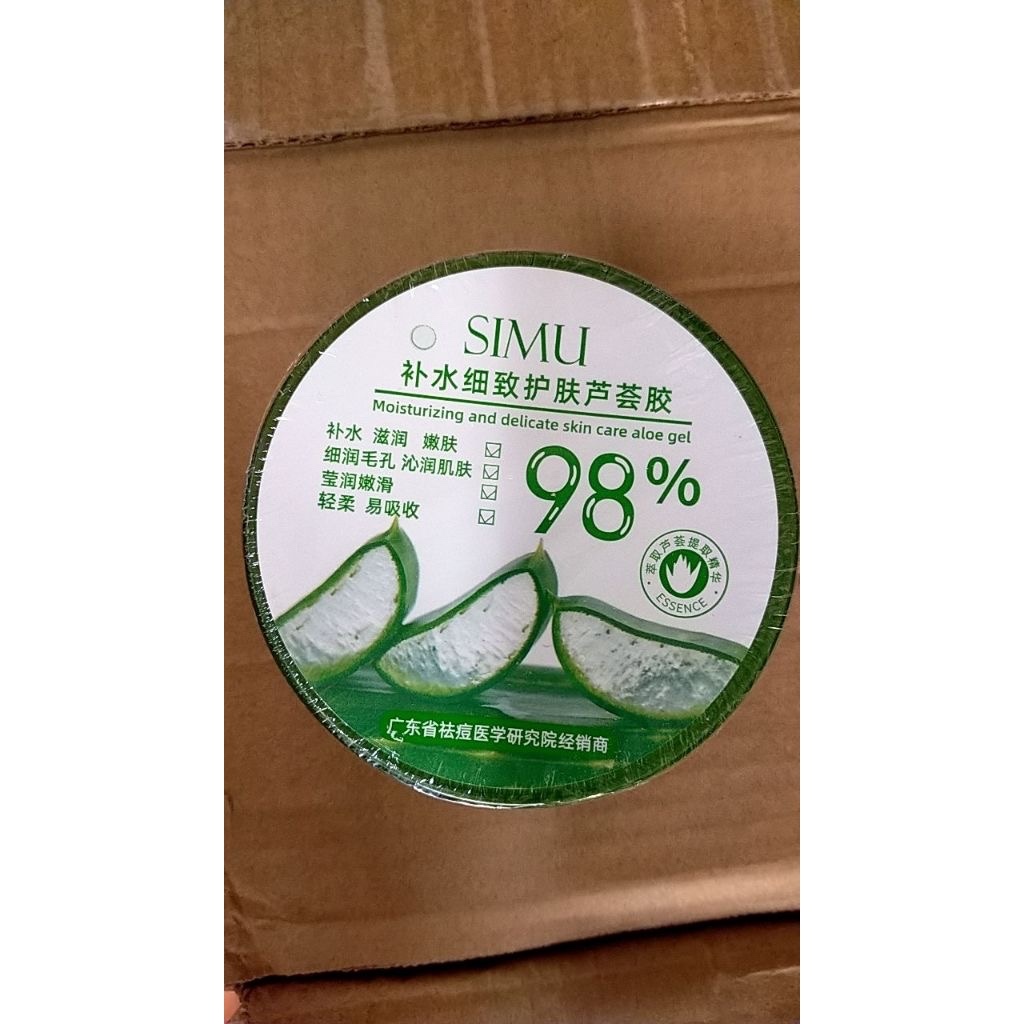 SIMU
补水细致护肤芦荟胶
Moisturizing and delicate skin care aloe gel
补水 滋润 嫩肤
细润毛孔 沁润肌肤
莹润嫩滑
轻柔 易吸收
98%
萃取芦荟提取精华
ESSENCE
广东省祛痘医学研究院经销商